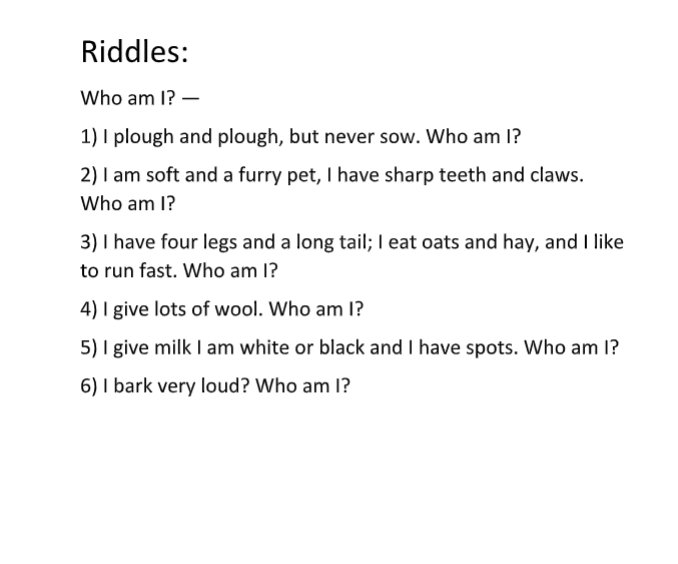 Riddles:
Who am I? —
1) I plough and plough, but never sow. Who am I?
2) I am soft and a furry pet, I have sharp teeth and claws.
Who am I?
3) I have four legs and a long tail; I eat oats and hay, and I like
to run fast. Who am I?
4) I give lots of wool. Who am I?
5) I give milk I am white or black and I have spots. Who am I?
6) I bark very loud? Who am I?